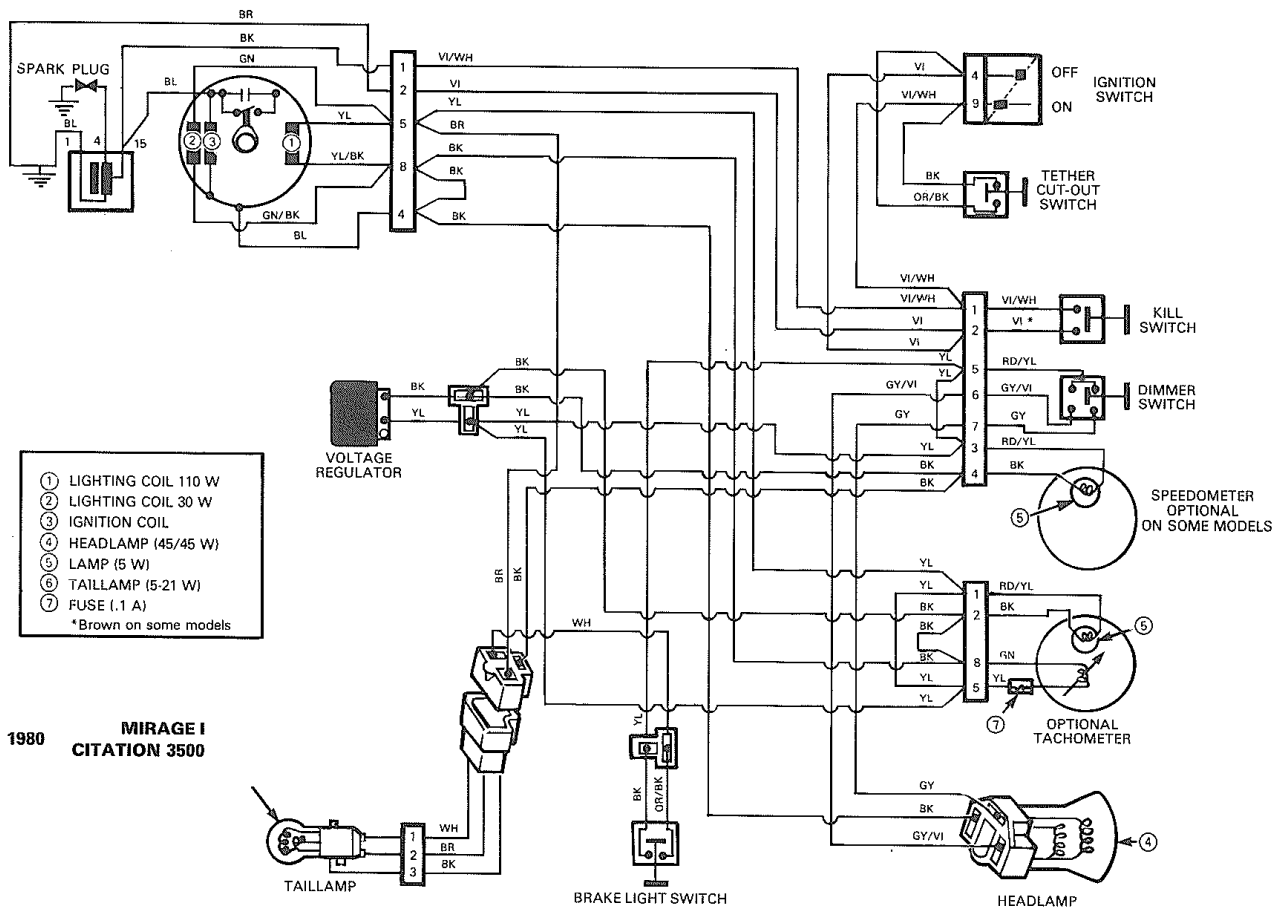 BR
BK
GN
SPARK PLUG
BL
BL
1 4 15
2 3 1
YL
YL/BK
GN/BK
BL
1
2
5
8
4
VI/WH
VI
YL
BR
BK
BK
BK
VI
VI/WH
4
9
OFF
ON
IGNITION
SWITCH
BK
OR/BK
TETHER
CUT-OUT
SWITCH
VI/WH
VI/WH
VI
VI
YL
YL
GY/VI
GY
YL
BK
BK
1
2
5
6
7
3
4
VI/WH
VI *
KILL
SWITCH
RD/YL
GY/VI
GY
DIMMER
SWITCH
RD/YL
BK
5
SPEEDOMETER
OPTIONAL
ON SOME MODELS
BK
YL
BK
BK
YL
YL
VOLTAGE
REGULATOR
1 LIGHTING COIL 110 W
2 LIGHTING COIL 30 W
3 IGNITION COIL
4 HEADLAMP (45/45 W)
5 LAMP (5 W)
6 TAILLAMP (5-21 W)
7 FUSE (.1 A)
*Brown on some models
BR
BK
WH
YL
YL
BK
BK
BK
YL
YL
1
2
8
5
RD/YL
BK
GN
YL
5
7
OPTIONAL
TACHOMETER
1980
MIRAGE I
CITATION 3500
YL
BK
OR/BK
BRAKE LIGHT SWITCH
WH
BR
BK
1
2
3
TAILLAMP
GY
BK
GY/VI
4
HEADLAMP